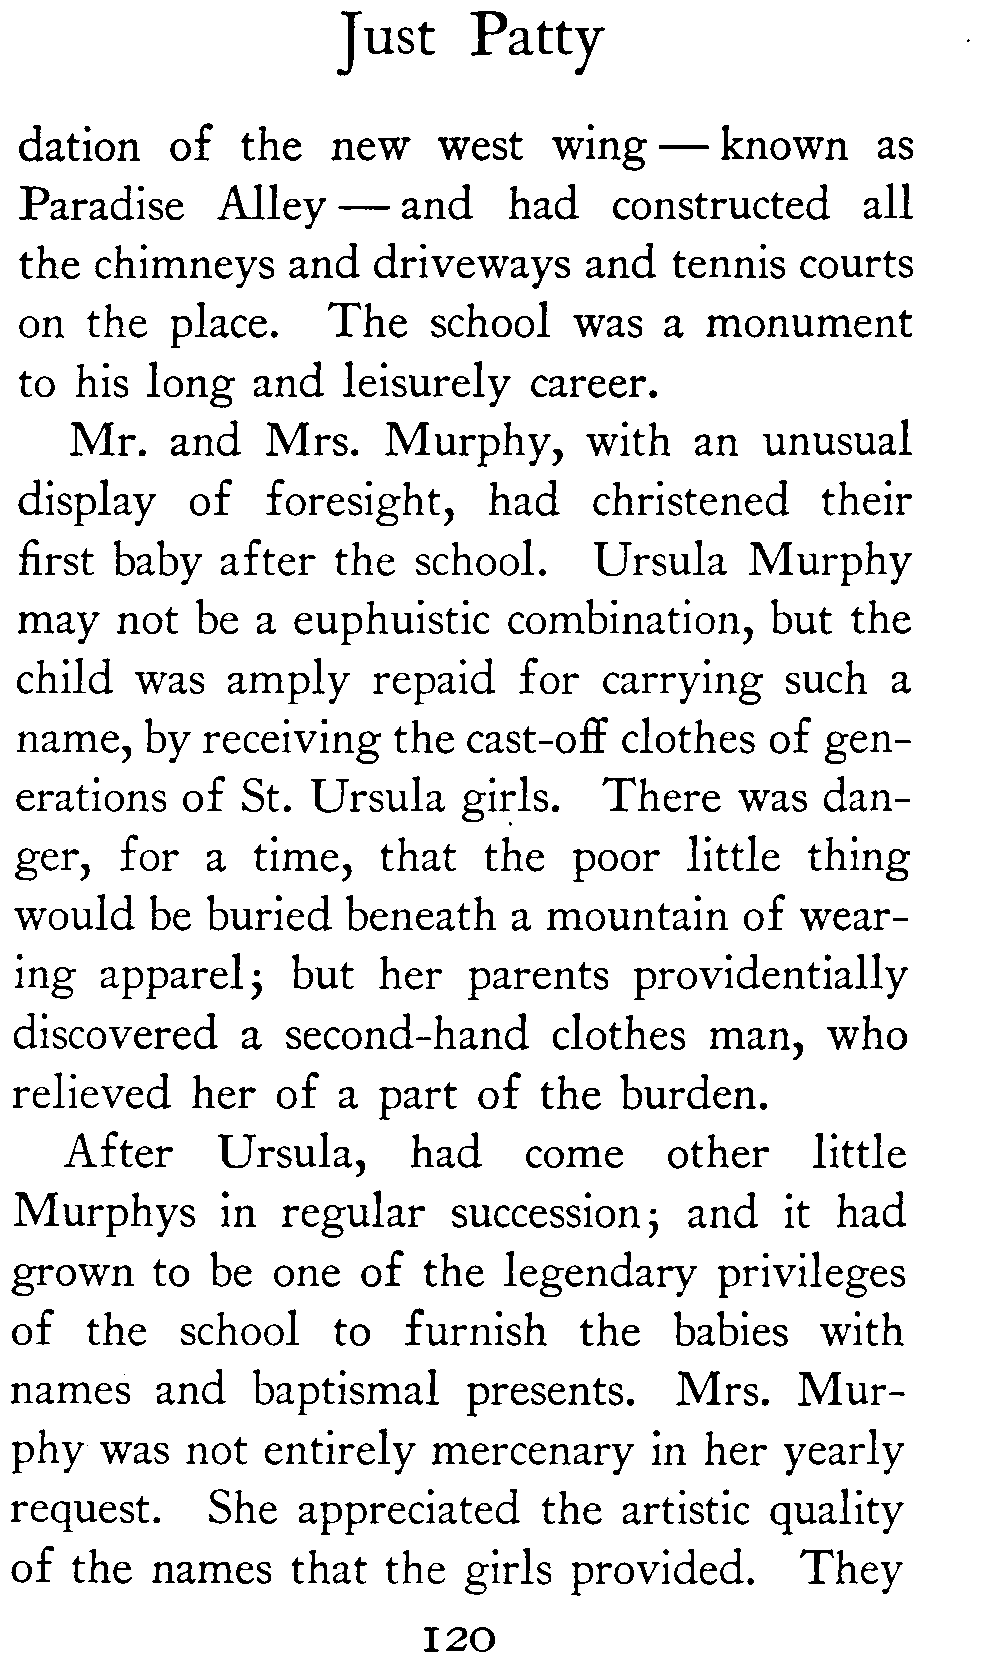 Just Patty
dation of the new west wing — known as
Paradise Alley — and had constructed all
the chimneys and driveways and tennis courts
on the place. The school was a monument
to his long and leisurely career.
Mr. and Mrs. Murphy, with an unusual
display of foresight, had christened their
first baby after the school. Ursula Murphy
may not be a euphuistic combination, but the
child was amply repaid for carrying such a
name, by receiving the cast-off clothes of gen-
erations of St. Ursula girls. There was dan-
ger, for a time, that the poor little thing
would be buried beneath a mountain of wear-
ing apparel; but her parents providentially
discovered a second-hand clothes man, who
relieved her of a part of the burden.
After Ursula, had come other little
Murphys in regular succession; and it had
grown to be one of the legendary privileges
of the school to furnish the babies with
names and baptismal presents. Mrs. Mur-
phy was not entirely mercenary in her yearly
request. She appreciated the artistic quality
of the names that the girls provided. They
120